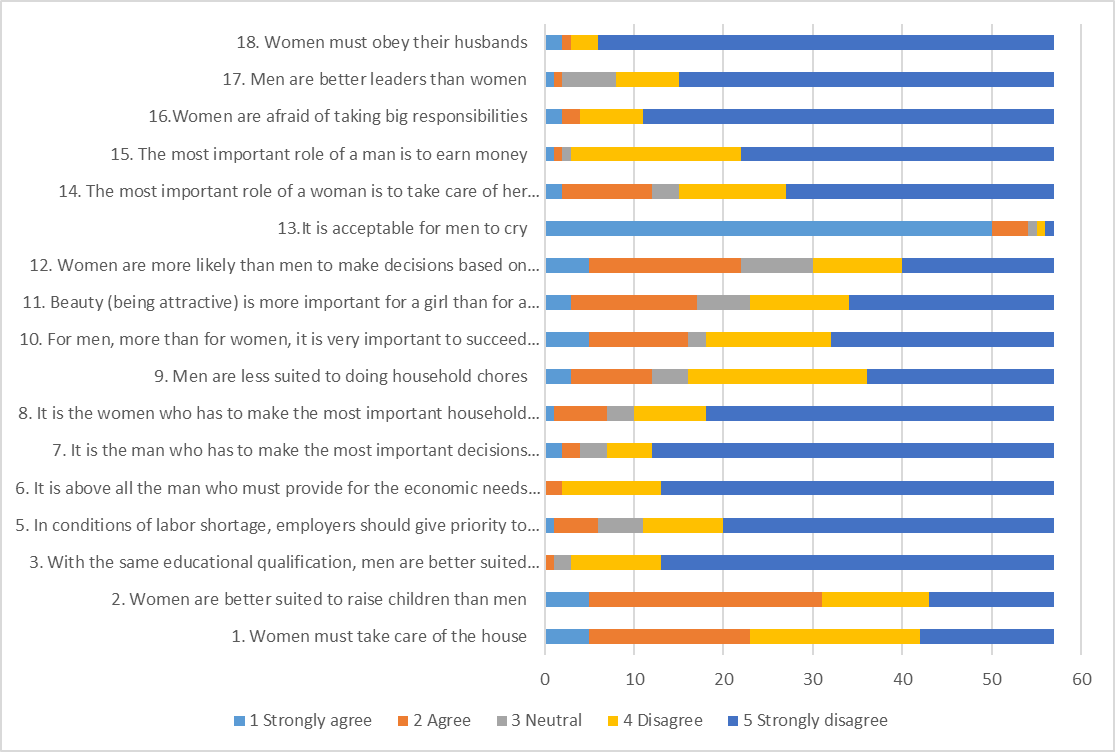 18. Women must obey their husbands
17. Men are better leaders than women
16.Women are afraid of taking big responsibilities
15. The most important role of a man is to earn money
14. The most important role of a woman is to take care of her…
13.It is acceptable for men to cry
12. Women are more likely than men to make decisions based on…
11. Beauty (being attractive) is more important for a girl than for a…
10. For men, more than for women, it is very important to succeed…
9. Men are less suited to doing household chores
8. It is the women who has to make the most important household…
7. It is the man who has to make the most important decisions…
6. It is above all the man who must provide for the economic needs…
5. In conditions of labor shortage, employers should give priority to…
3. With the same educational qualification, men are better suited…
2. Women are better suited to raise children than men
1. Women must take care of the house
0 10 20 30 40 50 60
1 Strongly agree 2 Agree 3 Neutral 4 Disagree 5 Strongly disagree